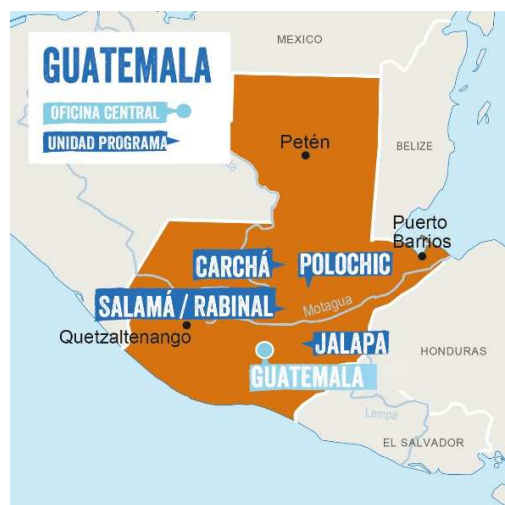 MEXICO
GUATEMALA
OFICINA CENTRAL
UNIDAD PROGRAMA
Petén
BELIZE
Puerto
Barrios
CARCHÁ
POLOCHIC
SALAMÁ / RABINAL
Motagua
Quetzaltenango
JALAPA
HONDURAS
GUATEMALA
Lempa
EL SALVADOR